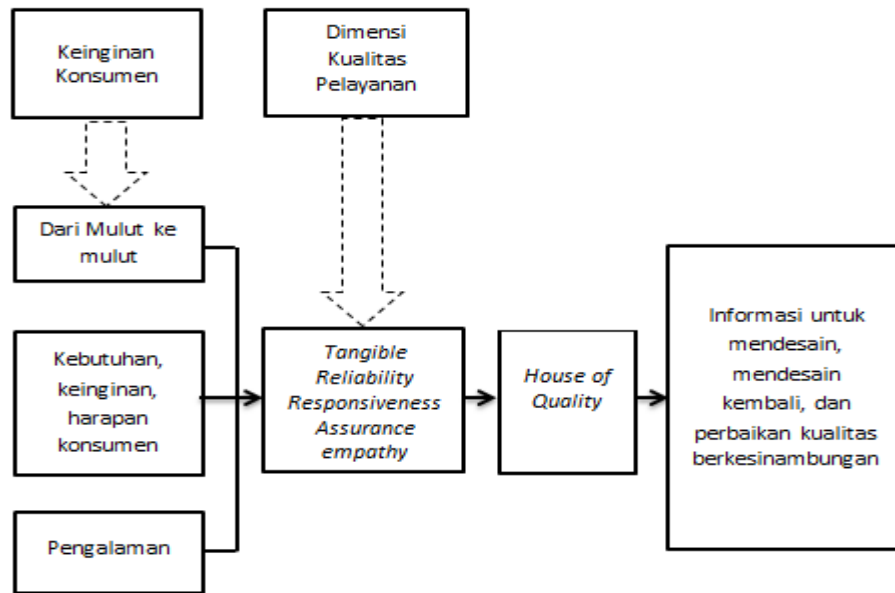 Keinginan
Konsumen
Dimensi
Kualitas
Pelayanan
Dari Mulut ke
mulut
Kebutuhan,
keinginan,
harapan
konsumen
Pengalaman
Tangible
Reliability
Responsiveness
Assurance
empathy
House of
Quality
Informasi untuk
mendesain,
mendesain
kembali, dan
perbaikan kualitas
berkesinambungan